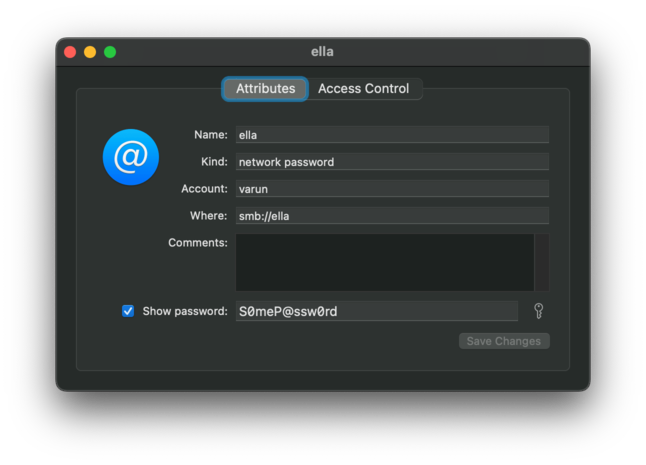 ella
Attributes Access Control
@
Name: ella
Kind: network password
Account: varun
Where: smb://ella
Comments:
Show password: S0meP@ssw0rd
Save Changes